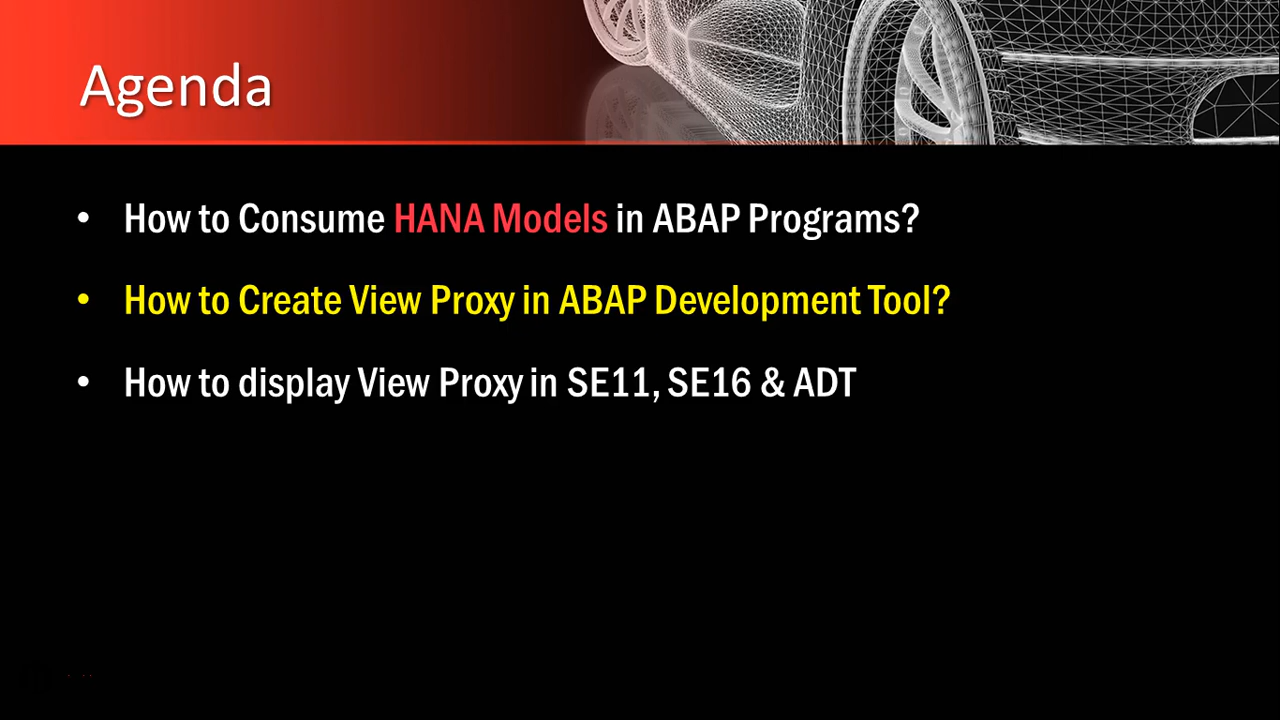 Agenda
• How to Consume HANA Models in ABAP Programs?
• How to Create View Proxy in ABAP Development Tool?
• How to display View Proxy in SE11, SE16 & ADT